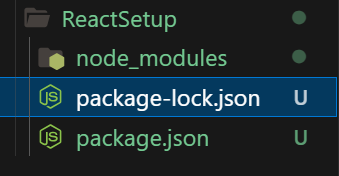 ReactSetup
node_modules
package-lock.json U
package.json U